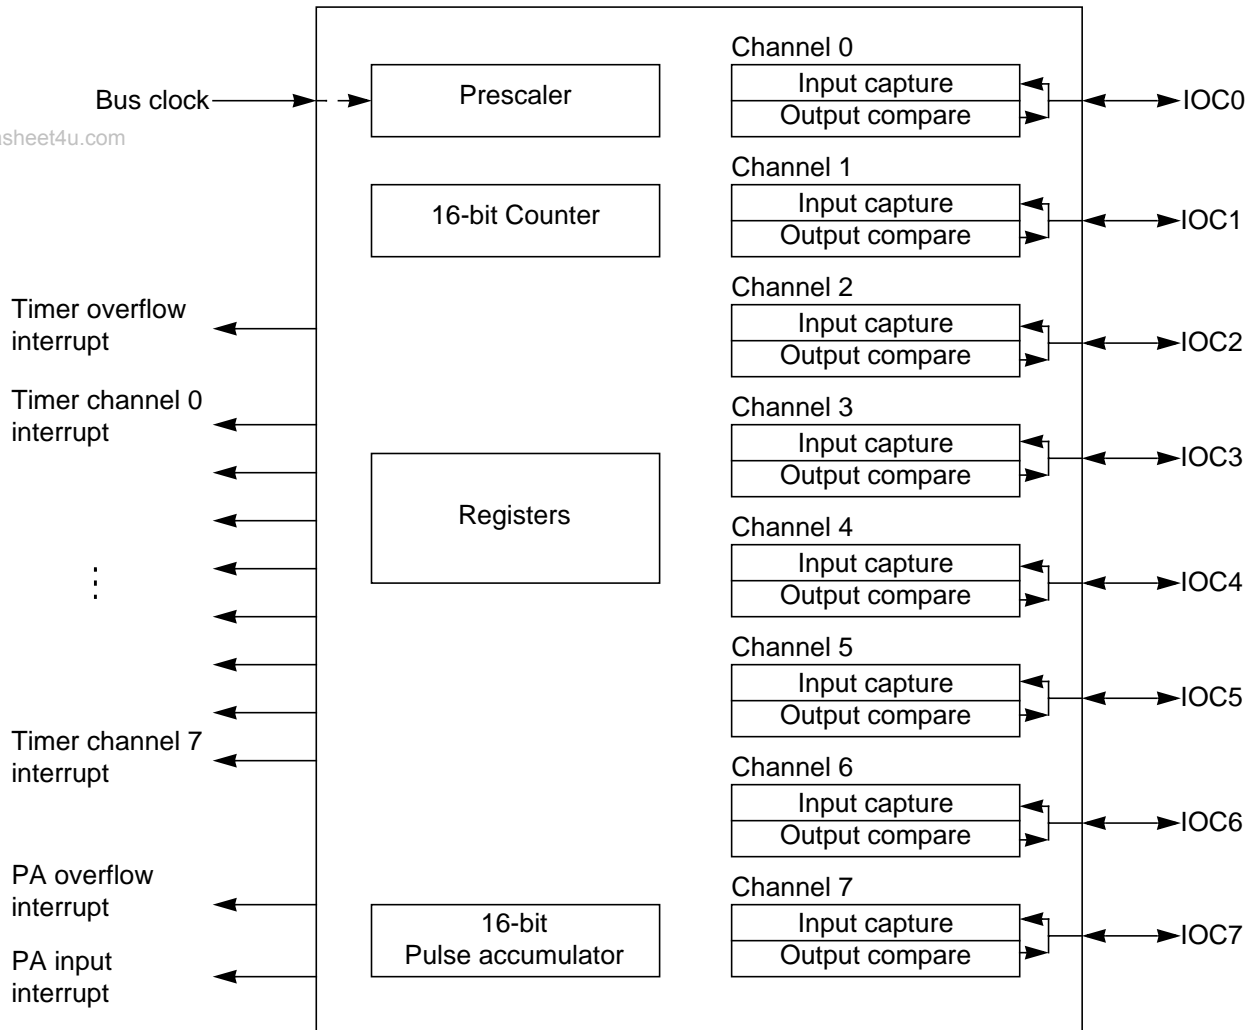 Bus clock
asheet4u.com
Timer overflow
interrupt
Timer channel 0
interrupt
Timer channel 7
interrupt
PA overflow
interrupt
PA input
interrupt
Prescaler
16-bit Counter
Registers
16-bit
Pulse accumulator
Channel 0
Input capture
Output compare
IOC0
Channel 1
Input capture
Output compare
IOC1
Channel 2
Input capture
Output compare
IOC2
Channel 3
Input capture
Output compare
IOC3
Channel 4
Input capture
Output compare
IOC4
Channel 5
Input capture
Output compare
IOC5
Channel 6
Input capture
Output compare
IOC6
Channel 7
Input capture
Output compare
IOC7